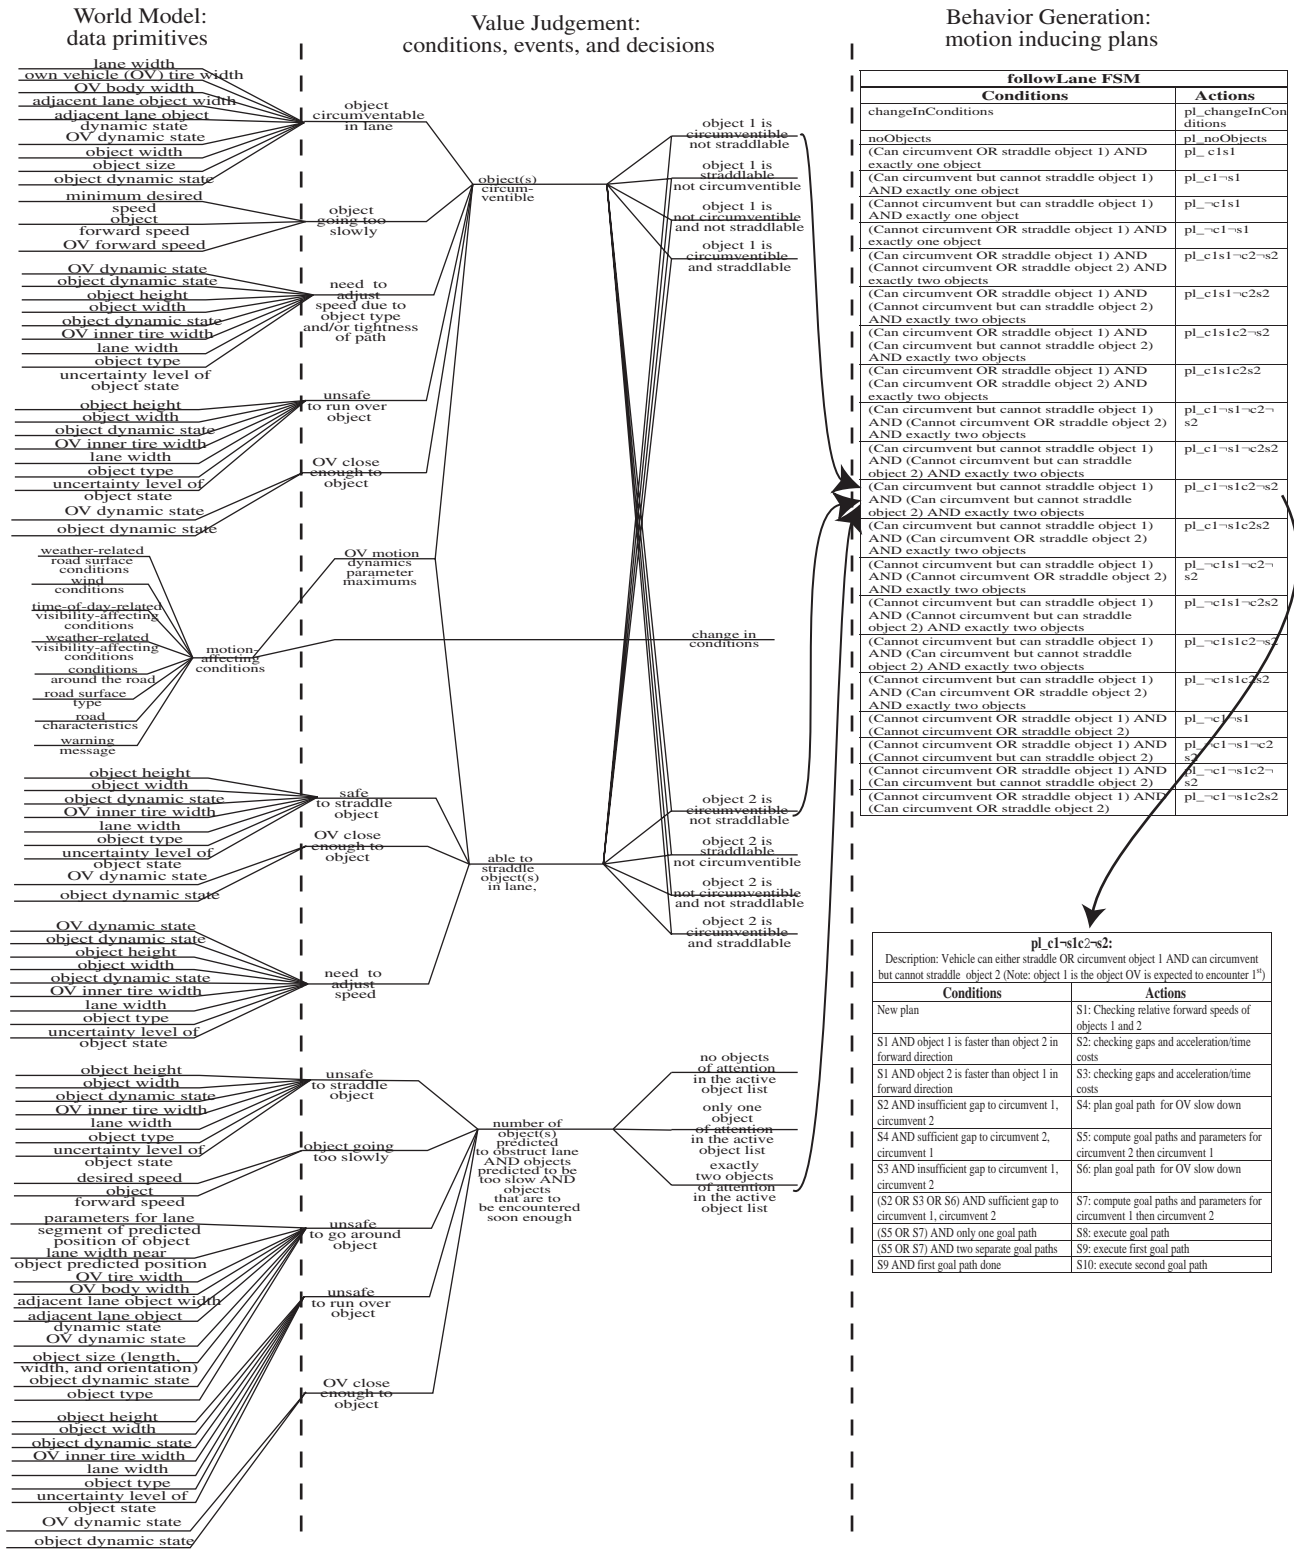 World Model:
data primitives
Value Judgement:
conditions, events, and decisions
Behavior Generation:
motion inducing plans
lane width
own vehicle (OV) tire width
OV body width
adjacent lane object width
adjacent lane object
dynamic state
OV dynamic state
object width
object size
object dynamic state
minimum desired
speed
object
forward speed
OV forward speed
OV dynamic state
object dynamic state
object height
object width
object dynamic state
OV inner tire width
lane width
object type
uncertainty level of
object state
object height
object width
object dynamic state
OV inner tire width
lane width
object type
uncertainty level of
object state
OV dynamic state
object dynamic state
weather-related
road surface
conditions
wind
conditions
time-of-day-related
visibility-affecting
conditions
weather-related
visibility-affecting
conditions
conditions
around the road
road surface
type
road
characteristics
warning
message
motion-
affecting
conditions
object height
object width
object dynamic state
OV inner tire width
lane width
object type
uncertainty level of
object state
OV dynamic state
object dynamic state
OV dynamic state
object dynamic state
object height
object width
object dynamic state
OV inner tire width
lane width
object type
uncertainty level of
object state
object height
object width
object dynamic state
OV inner tire width
lane width
object type
uncertainty level of
object state
desired speed
object
forward speed
parameters for lane
segment of predicted
position of object
lane width near
object predicted position
OV tire width
OV body width
adjacent lane object width
adjacent lane object
dynamic state
OV dynamic state
object size (length,
width, and orientation)
object dynamic state
object type
object height
object width
object dynamic state
OV inner tire width
lane width
object type
uncertainty level of
object state
OV dynamic state
object dynamic state
object
circumventable
in lane
object
going too
slowly
need to
adjust
speed due to
object type
and/or tightness
of path
unsafe
to run over
object
OV close
enough to
object
OV motion
dynamics
parameter
maximums
safe
to straddle
object
OV close
enough to
object
need to
adjust
speed
unsafe
to straddle
object
object going
too slowly
unsafe
to go around
object
unsafe
to run over
object
OV close
enough to
object
object(s)
circum-
ventible
able to
straddle
object(s)
in lane,
number of
object(s)
predicted
to obstruct lane
AND objects
predicted to be
too slow AND
objects
that are to
be encountered
soon enough
object 1 is
circumventible
not straddlable
object 1 is
straddlable
not circumventible
object 1 is
not circumventible
and not straddlable
object 1 is
circumventible
and straddlable
change in
conditions
object 2 is
circumventible
not straddlable
object 2 is
straddlable
not circumventible
object 2 is
not circumventible
and not straddlable
object 2 is
circumventible
and straddlable
no objects
of attention
in the active
object list
only one
object
of attention
in the active
object list
exactly
two objects
of attention
in the active
object list
followLane FSM
Conditions Actions
changeInConditions pl_changeInCon
ditions
noObjects pl_noObjects
(Can circumvent OR straddle object 1) AND pl_ c1s1
exactly one object
(Can circumvent but cannot straddle object 1) pl_c1¬s1
AND exactly one object
(Cannot circumvent but can straddle object 1) pl_¬c1s1
AND exactly one object
(Cannot circumvent OR straddle object 1) AND pl_¬c1¬s1
exactly one object
(Can circumvent OR straddle object 1) AND pl_c1s1¬c2¬s2
(Cannot circumvent OR straddle object 2) AND
exactly two objects
(Can circumvent OR straddle object 1) AND pl_c1s1¬c2s2
(Cannot circumvent but can straddle object 2)
AND exactly two objects
(Can circumvent OR straddle object 1) AND pl_c1s1c2¬s2
(Can circumvent but cannot straddle object 2)
AND exactly two objects
(Can circumvent OR straddle object 1) AND pl_c1s1c2s2
(Can circumvent OR straddle object 2) AND
exactly two objects
(Can circumvent but cannot straddle object 1) pl_c1¬s1¬c2¬
AND (Cannot circumvent OR straddle object 2) s2
AND exactly two objects
(Can circumvent but cannot straddle object 1) pl_c1¬s1¬c2s2
AND (Cannot circumvent but can straddle
object 2) AND exactly two objects
(Can circumvent but cannot straddle object 1) pl_c1¬s1c2¬s2
AND (Can circumvent but cannot straddle
object 2) AND exactly two objects
(Can circumvent but cannot straddle object 1) pl_c1¬s1c2s2
AND (Can circumvent OR straddle object 2)
AND exactly two objects
(Cannot circumvent but can straddle object 1) pl_¬c1s1¬c2¬
AND (Cannot circumvent OR straddle object 2) s2
AND exactly two objects
(Cannot circumvent but can straddle object 1) pl_¬c1s1¬c2s2
AND (Cannot circumvent but can straddle
object 2) AND exactly two objects
(Cannot circumvent but can straddle object 1) pl_¬c1s1c2¬s2
AND (Can circumvent but cannot straddle
object 2) AND exactly two objects
(Cannot circumvent but can straddle object 1) pl_¬c1s1c2s2
AND (Can circumvent OR straddle object 2)
AND exactly two objects
(Cannot circumvent OR straddle object 1) AND pl_¬c1¬s1
(Cannot circumvent OR straddle object 2)
(Cannot circumvent OR straddle object 1) AND pl_¬c1¬s1¬c2
(Cannot circumvent but can straddle object 2) s2
(Cannot circumvent OR straddle object 1) AND pl_¬c1¬s1c2¬
(Can circumvent but cannot straddle object 2) s2
(Cannot circumvent OR straddle object 1) AND pl_¬c1¬s1c2s2
(Can circumvent OR straddle object 2)
pl_c1¬s1c2¬s2:
Description: Vehicle can either straddle OR circumvent object 1 AND can circumvent
but cannot straddle object 2 (Note: object 1 is the object OV is expected to encounter 1st)
Conditions Actions
New plan S1: Checking relative forward speeds of
objects 1 and 2
S1 AND object 1 is faster than object 2 in S2: checking gaps and acceleration/time
forward direction costs
S1 AND object 2 is faster than object 1 in S3: checking gaps and acceleration/time
forward direction costs
S2 AND insufficient gap to circumvent 1, S4: plan goal path for OV slow down
circumvent 2
S4 AND sufficient gap to circumvent 2, S5: compute goal paths and parameters for
circumvent 1 circumvent 2 then circumvent 1
S3 AND insufficient gap to circumvent 1, S6: plan goal path for OV slow down
circumvent 2
(S2 OR S3 OR S6) AND sufficient gap to S7: compute goal paths and parameters for
circumvent 1, circumvent 2 circumvent 1 then circumvent 2
(S5 OR S7) AND only one goal path S8: execute goal path
(S5 OR S7) AND two separate goal paths S9: execute first goal path
S9 AND first goal path done S10: execute second goal path